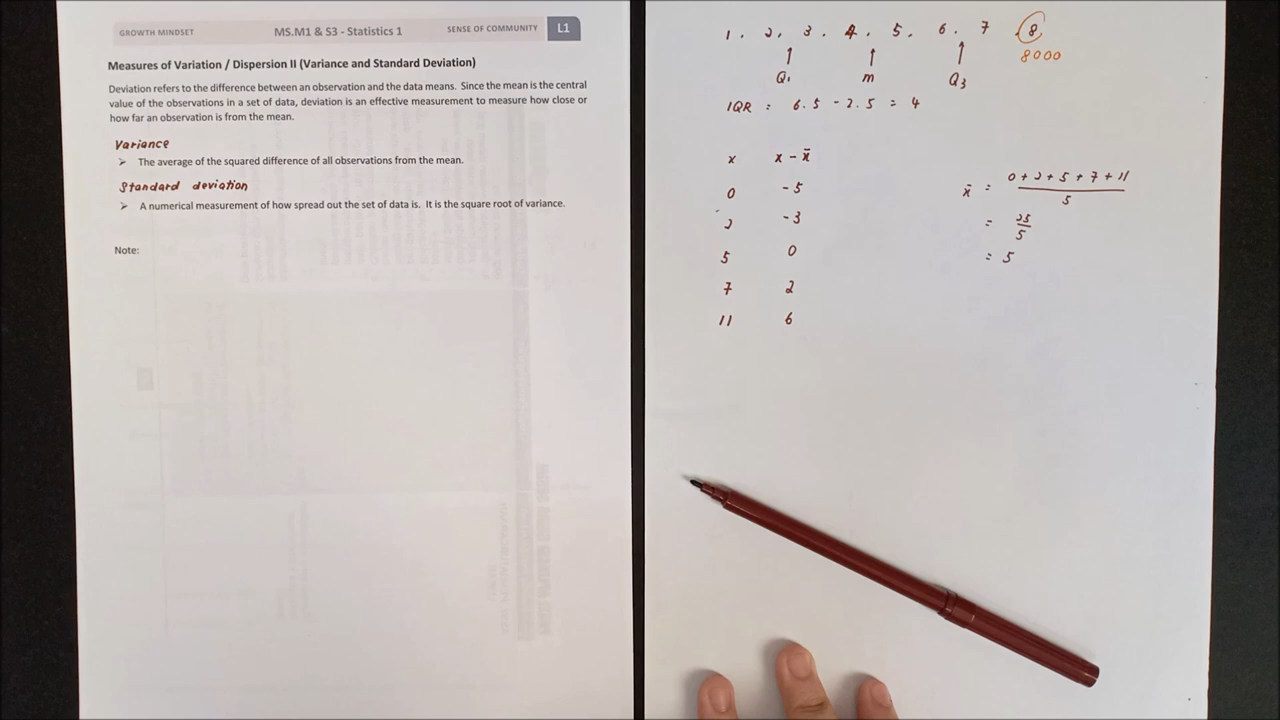 GROWTH MINDSET MS.M1 & S3 - Statistics 1 SENSE OF COMMUNITY L1
Measures of Variation / Dispersion II (Variance and Standard Deviation)
Deviation refers to the difference between an observation and the data means. Since the mean is the central
value of the observations in a set of data, deviation is an effective measurement to measure how close or
how far an observation is from the mean.
Variance
➢ The average of the squared difference of all observations from the mean.
Standard deviation
➢ A numerical measurement of how spread out the set of data is. It is the square root of variance.
Note:
1. 2, 3. 4. 5. 6. 7 8
8000
↑ ↑ ↑
Q₁ m Q₃
IQR = 6.5 - 2.5 = 4
x x - x̄
0 -5
2 -3
5 0
7 2
11 6
x̄ = 0 + 2 + 5 + 7 + 11
5
= 25
5
= 5